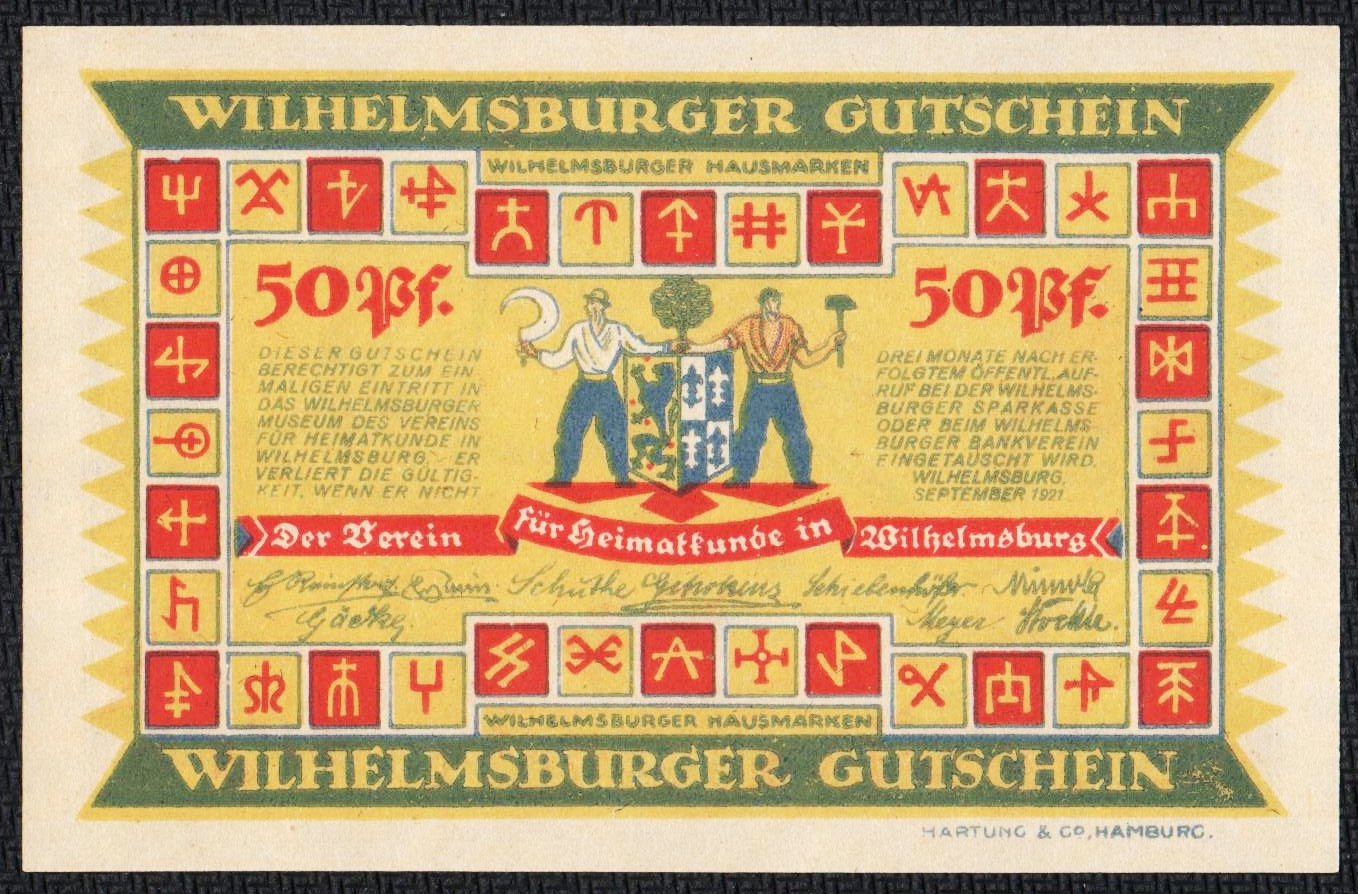 WILHELMSBURGER GUTSCHEIN
WILHELMSBURGER HAUSMARKEN
50 Pf.
50 Pf.
DIESER GUTSCHEIN
BERECHTIGT ZUM EIN-
MALIGEN EINTRITT IN
DAS WILHELMSBURGER
MUSEUM DES VEREINS
FÜR HEIMATKUNDE IN
WILHELMSBURG. ER
VERLIERT DIE GÜLTIG-
KEIT, WENN ER NICHT
DREI MONATE NACH ER-
FOLGTEM ÖFFENTL. AUF-
RUF BEI DER WILHELMS-
BURGER SPARKASSE
ODER BEIM WILHELMS
BURGER BANKVEREIN
EINGETAUSCHT WIRD.
WILHELMSBURG,
SEPTEMBER 1921
Der Verein für Heimatkunde in Wilhelmsburg
Schuthe
Meyer
WILHELMSBURGER HAUSMARKEN
WILHELMSBURGER GUTSCHEIN
HARTUNG & CO, HAMBURG.